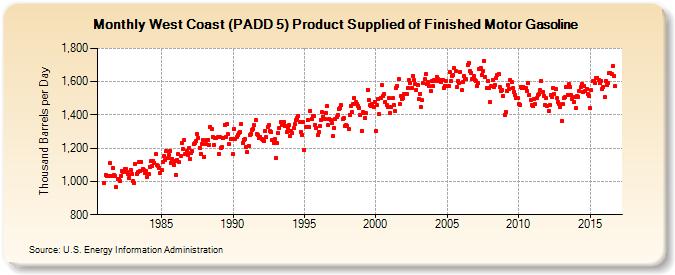 Monthly West Coast (PADD 5) Product Supplied of Finished Motor Gasoline
Thousand Barrels per Day
1,800
1,600
1,400
1,200
1,000
800
1985 1990 1995 2000 2005 2010 2015
Source: U.S. Energy Information Administration